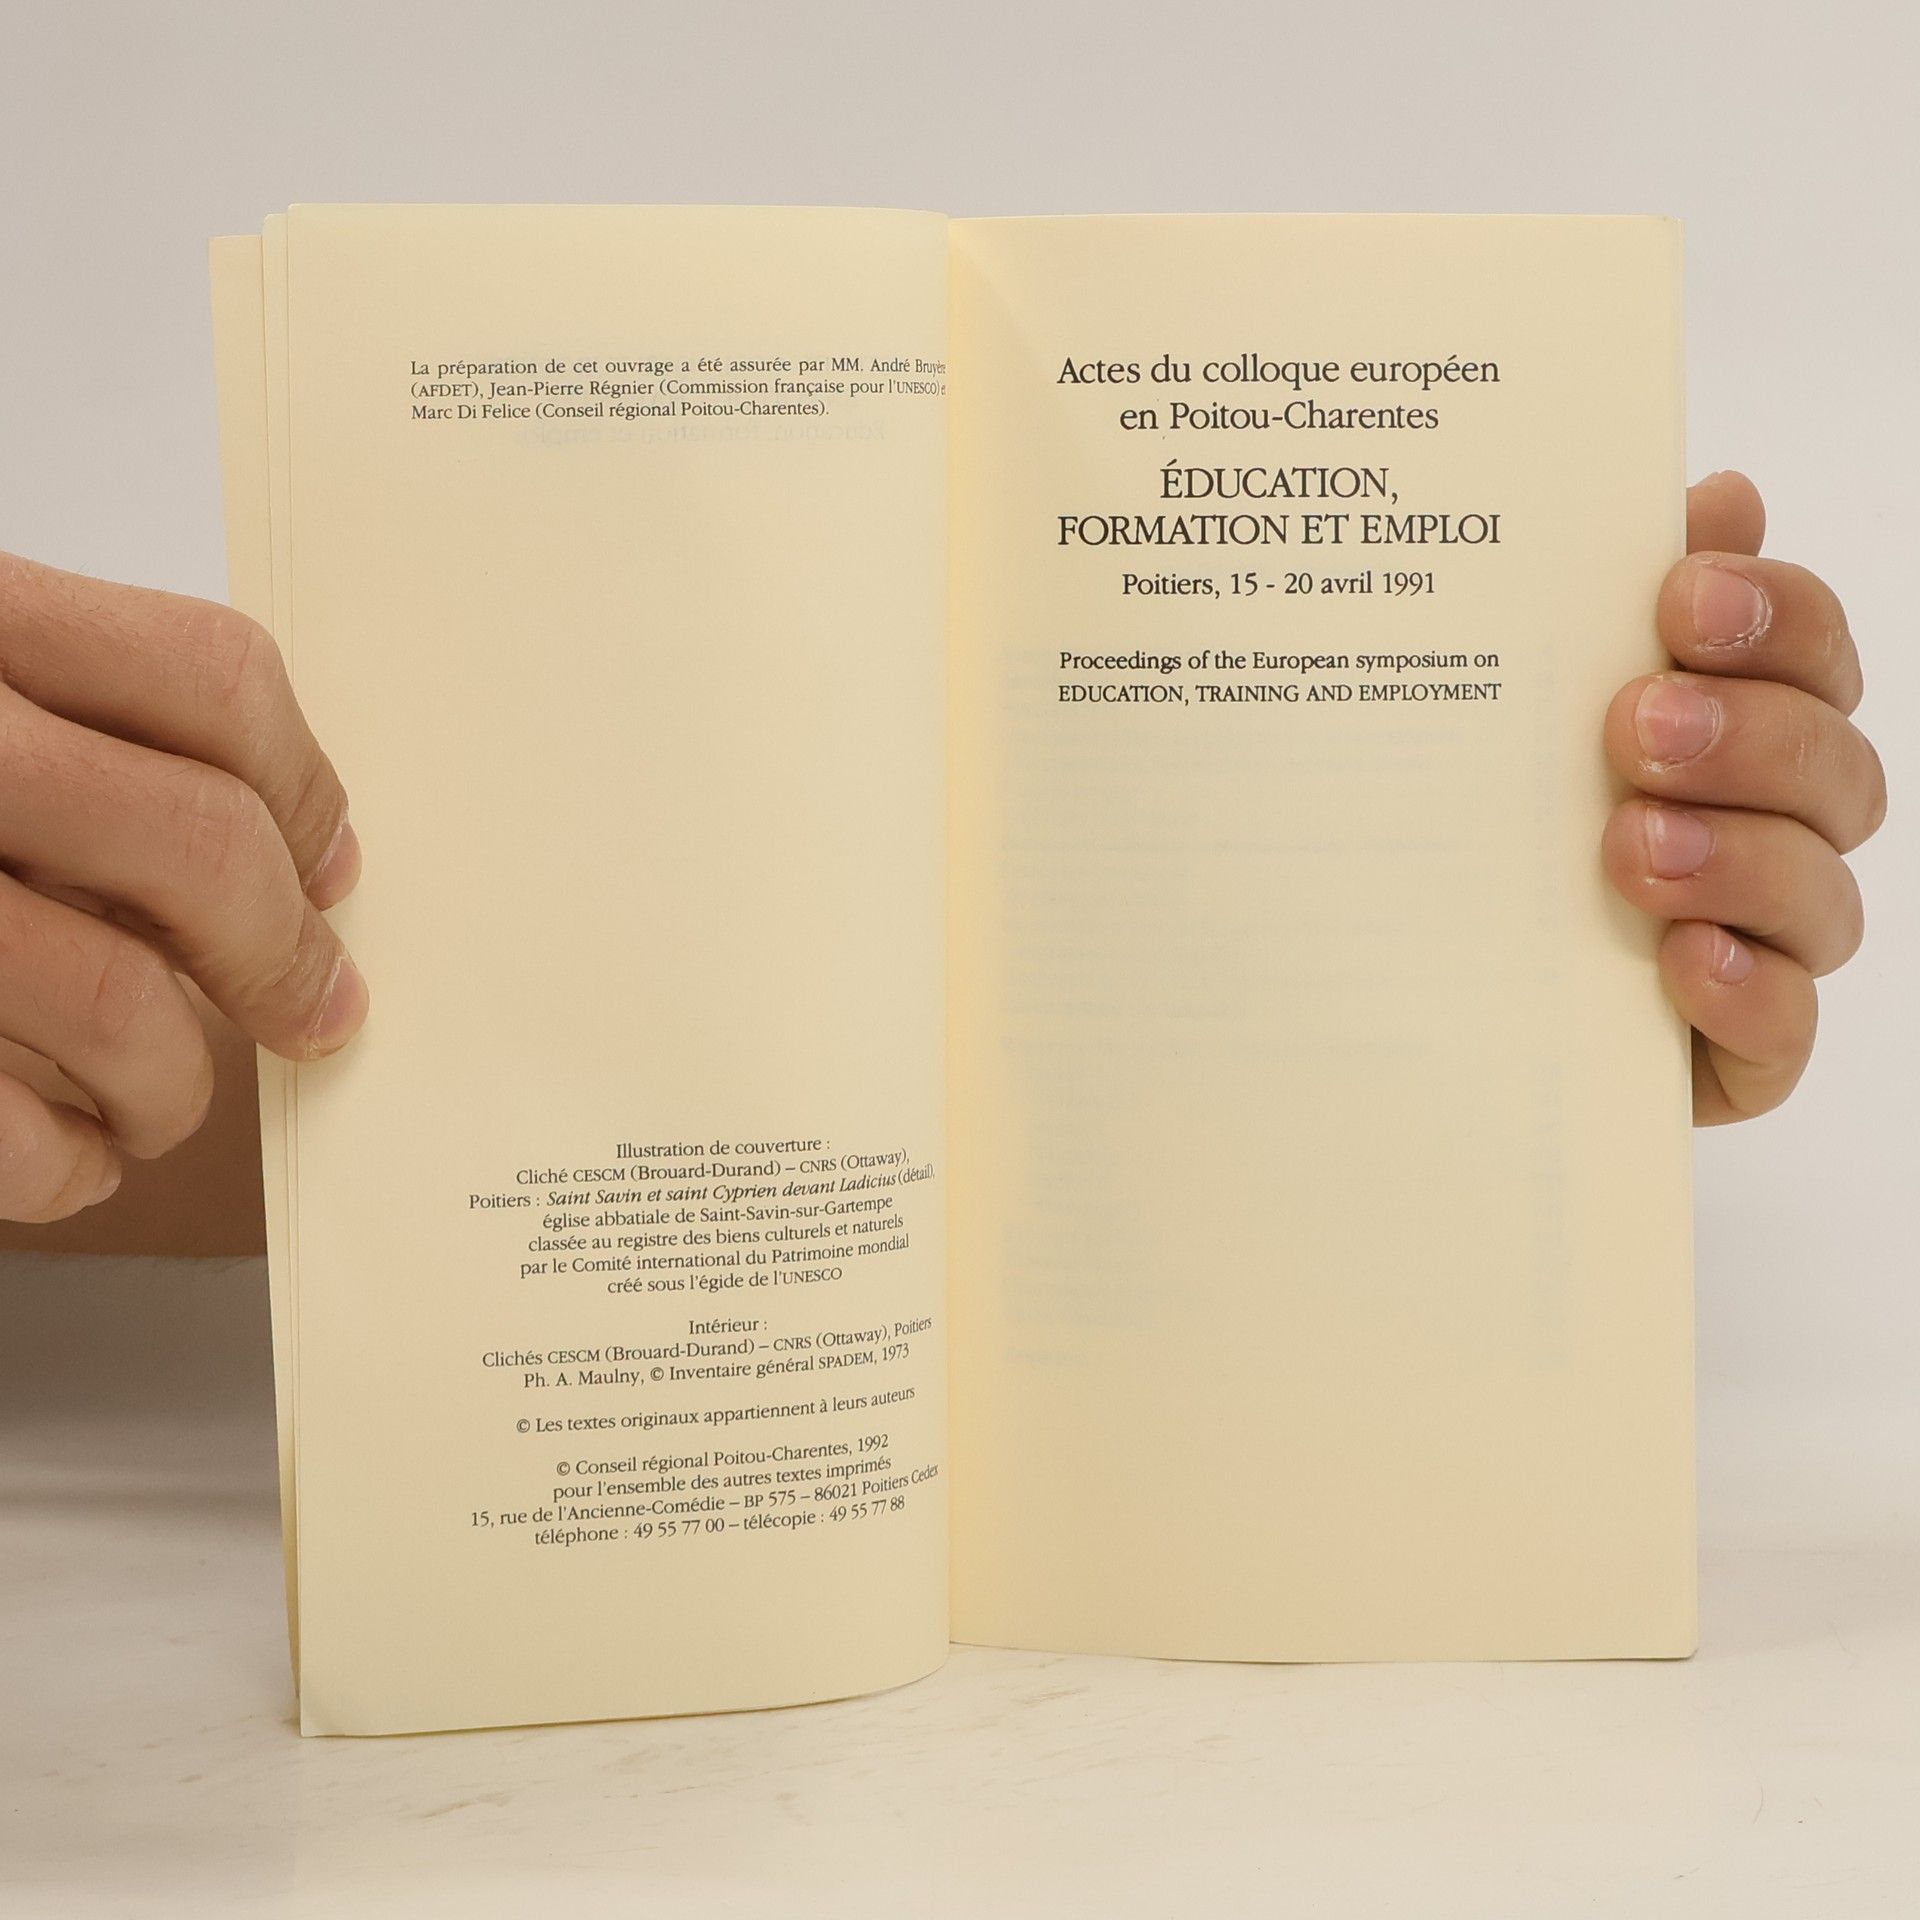 La préparation de cet ouvrage a été assurée par MM. André Bruyère
(AFDET), Jean-Pierre Régnier (Commission française pour l'UNESCO)
Marc Di Felice (Conseil régional Poitou-Charentes).
Illustration de couverture :
Cliché CESCM (Brouard-Durand) – CNRS (Ottaway),
Poitiers : Saint Savin et saint Cyprien devant Ladicius (détail),
église abbatiale de Saint-Savin-sur-Gartempe
classée au registre des biens culturels et naturels
par le Comité international du Patrimoine mondial
créé sous l'égide de l'UNESCO
Intérieur :
Clichés CESCM (Brouard-Durand) – CNRS (Ottaway), Poitiers
Ph. A. Maulny, © Inventaire général SPADEM, 1973
© Les textes originaux appartiennent à leurs auteurs
© Conseil régional Poitou-Charentes, 1992
pour l'ensemble des autres textes imprimés
15, rue de l'Ancienne-Comédie – BP 575 – 86021 Poitiers Cedex
téléphone : 49 55 77 00 – télécopie : 49 55 77 88
Actes du colloque européen
en Poitou-Charentes
ÉDUCATION,
FORMATION ET EMPLOI
Poitiers, 15 - 20 avril 1991
Proceedings of the European symposium on
EDUCATION, TRAINING AND EMPLOYMENT